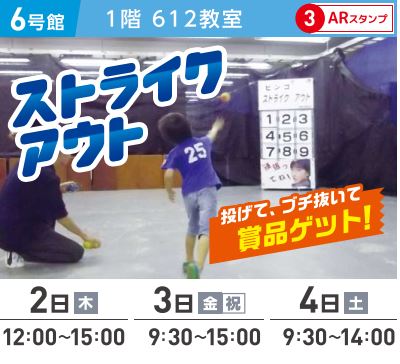 6号館 1階 612教室 3 ARスタンプ
ストライク
アウト
ビンゴ
ストライク アウト
1 2 3
4 5 6
7 8 9
25
投げて、ブチ抜いて
賞品ゲット!
2日 木 3日 金 祝 4日 土
12:00~15:00 9:30~15:00 9:30~14:00